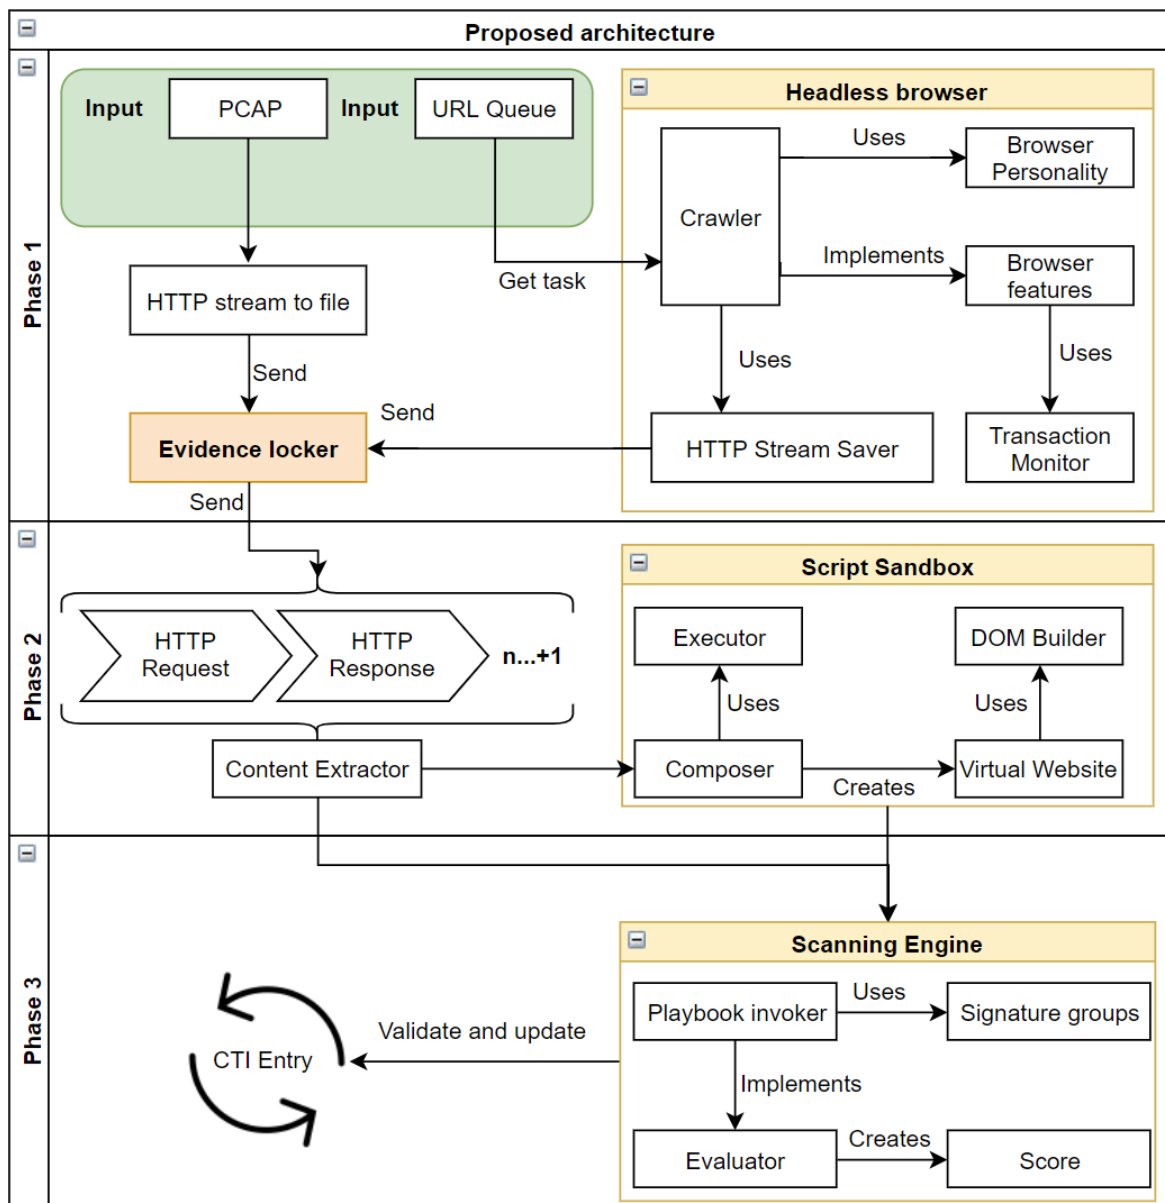 Proposed architecture
Phase 1
Input
PCAP
Input
URL Queue
Headless browser
Crawler
Uses
Browser
Personality
Implements
Browser
features
Get task
HTTP stream to file
Uses
Uses
Send
Send
Evidence locker
HTTP Stream Saver
Transaction
Monitor
Send
Phase 2
HTTP
Request
HTTP
Response
n...+1
Script Sandbox
Executor
DOM Builder
Uses
Uses
Content Extractor
Composer
Creates
Virtual Website
Phase 3
Scanning Engine
Playbook invoker
Uses
Signature groups
Validate and update
CTI Entry
Implements
Evaluator
Creates
Score